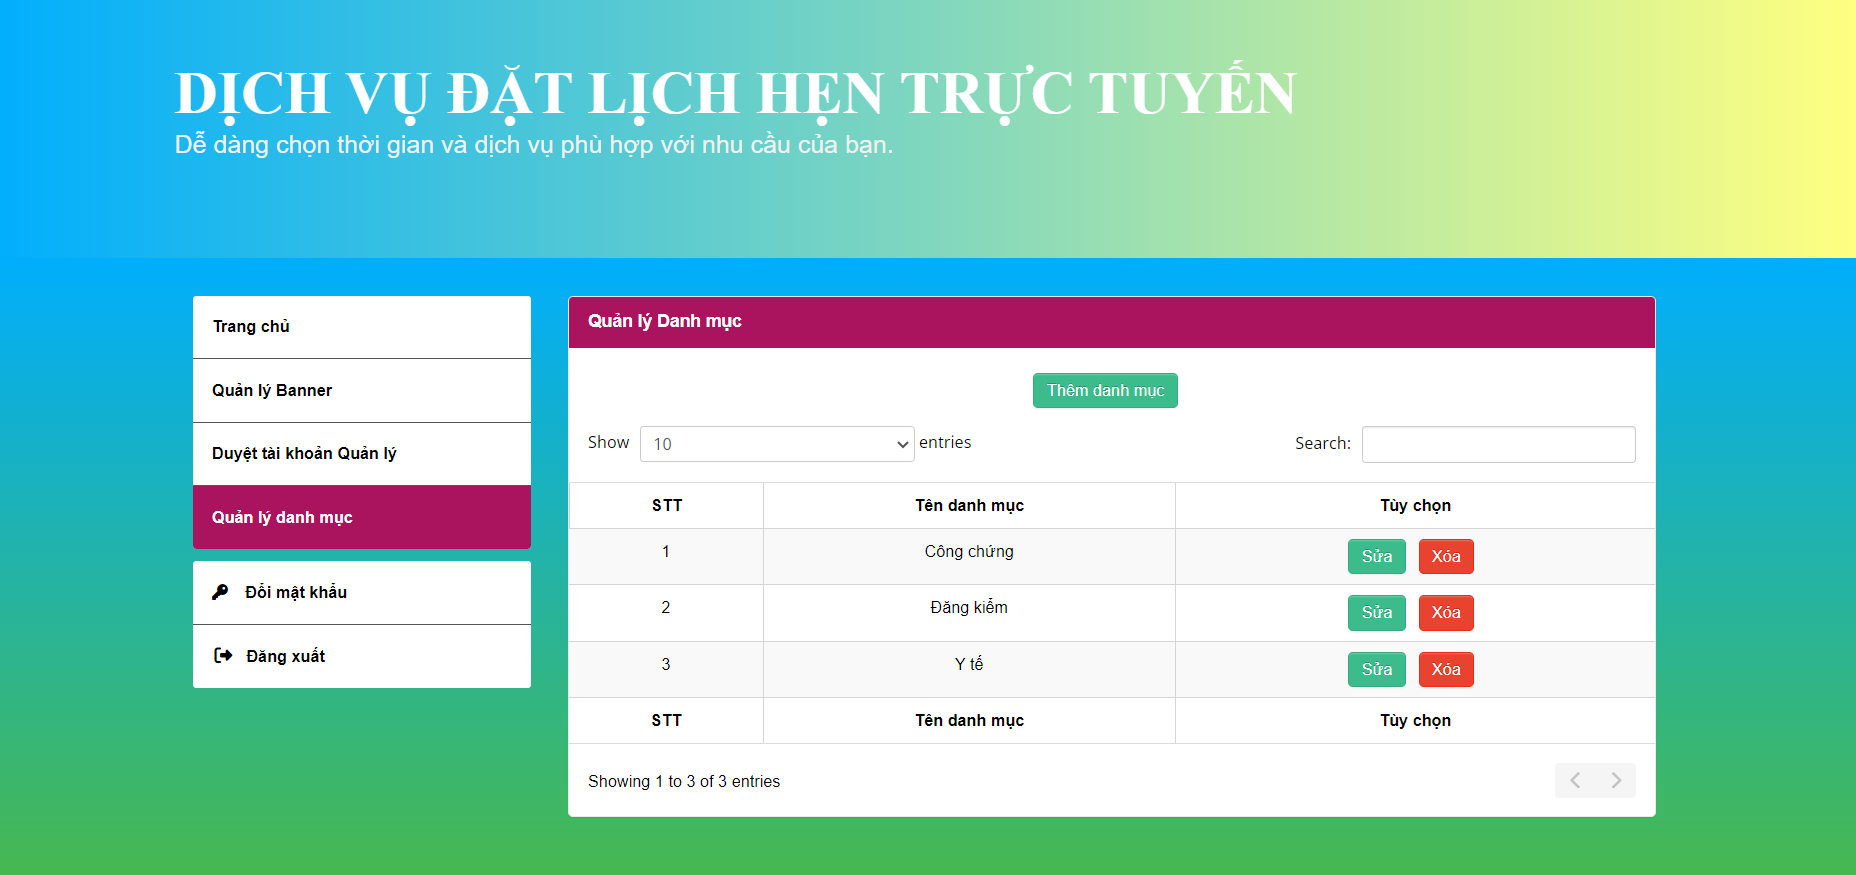 DỊCH VỤ ĐẶT LỊCH HẸN TRỰC TUYẾN
Dễ dàng chọn thời gian và dịch vụ phù hợp với nhu cầu của bạn.
Trang chủ
Quản lý Banner
Duyệt tài khoản Quản lý
Quản lý danh mục
Đổi mật khẩu
Đăng xuất
Quản lý Danh mục
Thêm danh mục
Show 10 entries Search:
STT Tên danh mục Tùy chọn
1 Công chứng Sửa Xóa
2 Đăng kiểm Sửa Xóa
3 Y tế Sửa Xóa
STT Tên danh mục Tùy chọn
Showing 1 to 3 of 3 entries